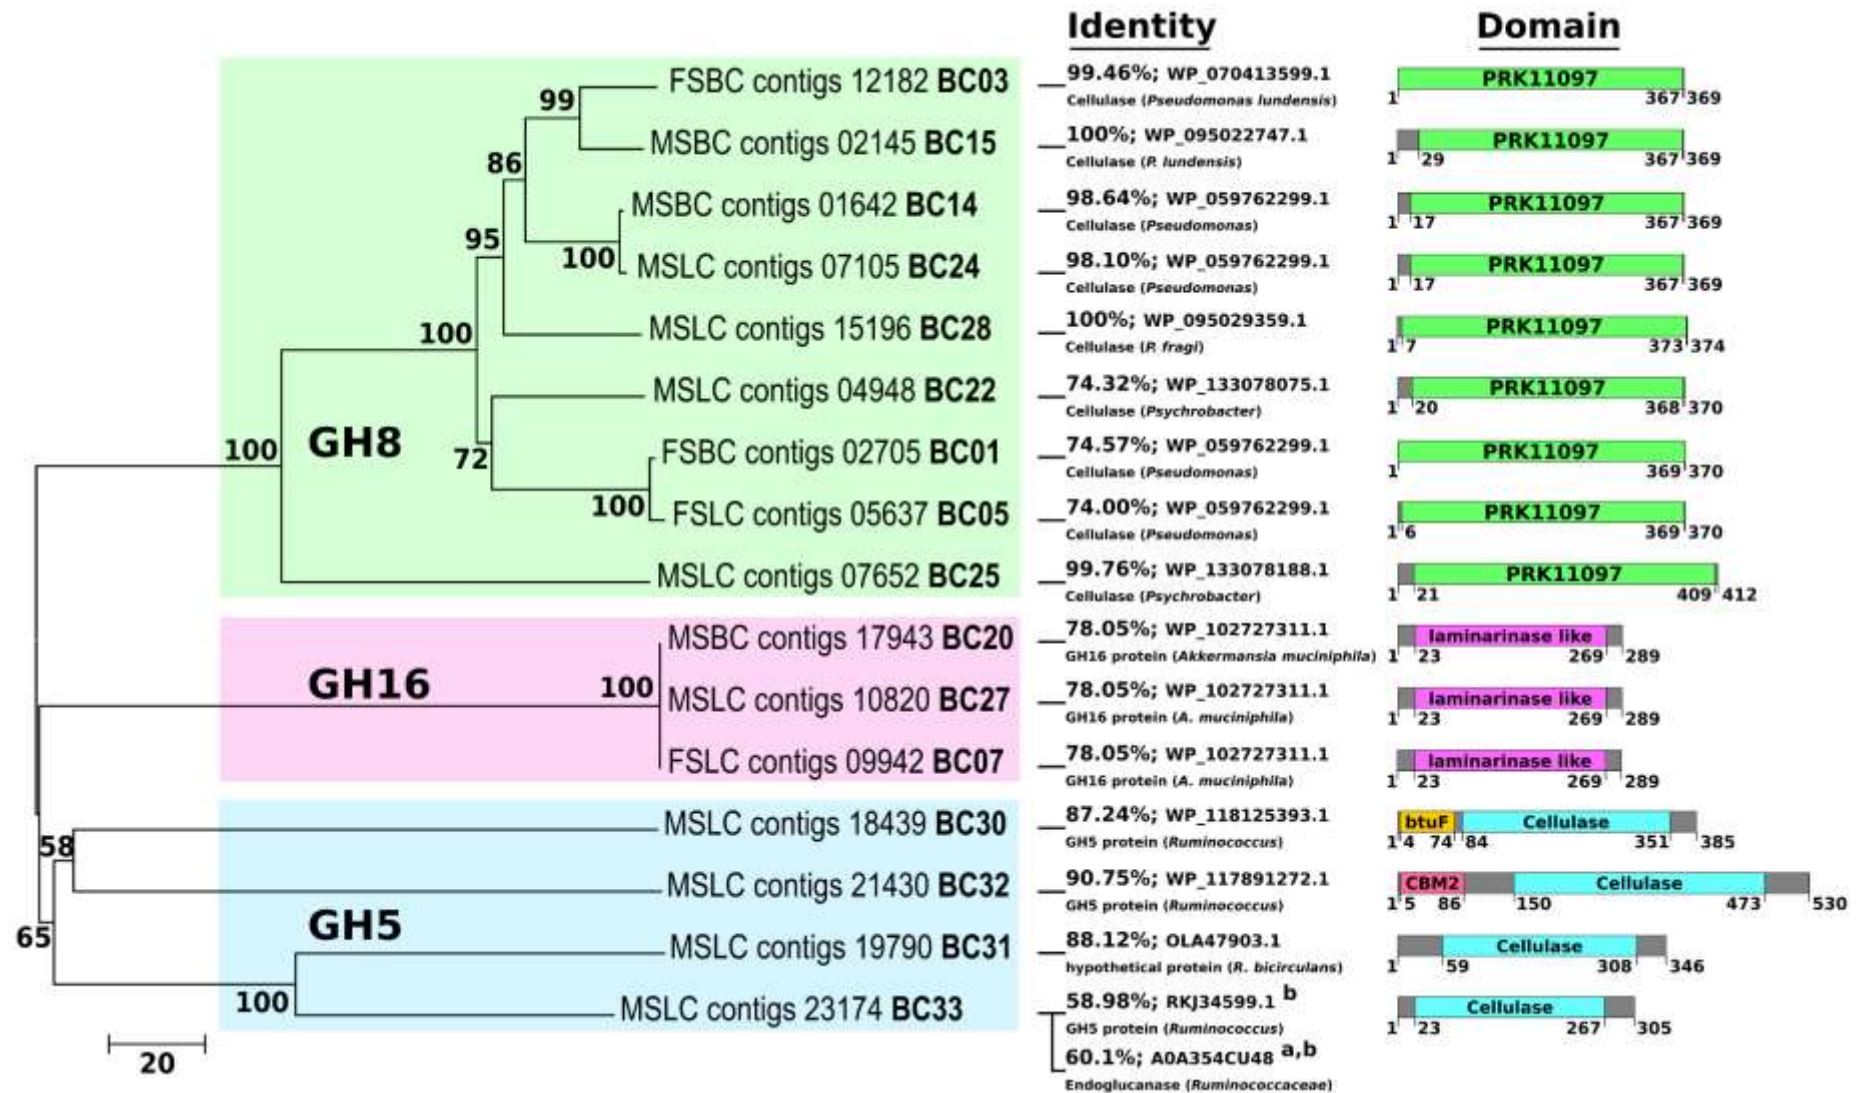 Identity Domain
FSBC contigs 12182 BC03 99.46%; WP_070413599.1 PRK11097
Cellulase (Pseudomonas lundensis) 1 367 369
99
MSBC contigs 02145 BC15 100%; WP_095022747.1 PRK11097
Cellulase (P. lundensis) 1 29 367 369
86
MSBC contigs 01642 BC14 98.64%; WP_059762299.1 PRK11097
Cellulase (Pseudomonas) 1 17 367 369
95
100 MSLC contigs 07105 BC24 98.10%; WP_059762299.1 PRK11097
Cellulase (Pseudomonas) 1 17 367 369
100 MSLC contigs 15196 BC28 100%; WP_095029359.1 PRK11097
Cellulase (P. fragi) 1 7 373 374
MSLC contigs 04948 BC22 74.32%; WP_133078075.1 PRK11097
Cellulase (Psychrobacter) 1 20 368 370
100 GH8 72 FSBC contigs 02705 BC01 74.57%; WP_059762299.1 PRK11097
Cellulase (Pseudomonas) 1 369 370
100 FSLC contigs 05637 BC05 74.00%; WP_059762299.1 PRK11097
Cellulase (Pseudomonas) 1 6 369 370
MSLC contigs 07652 BC25 99.76%; WP_133078188.1 PRK11097
Cellulase (Psychrobacter) 1 21 409 412
MSBC contigs 17943 BC20 78.05%; WP_102727311.1 laminarinase like
GH16 protein (Akkermansia muciniphila) 1 23 269 289
GH16 100 MSLC contigs 10820 BC27 78.05%; WP_102727311.1 laminarinase like
GH16 protein (A. muciniphila) 1 23 269 289
FSLC contigs 09942 BC07 78.05%; WP_102727311.1 laminarinase like
GH16 protein (A. muciniphila) 1 23 269 289
MSLC contigs 18439 BC30 87.24%; WP_118125393.1 btuF Cellulase
58 GH5 protein (Ruminococcus) 1 4 74 84 351 385
MSLC contigs 21430 BC32 90.75%; WP_117891272.1 CBM2 Cellulase
GH5 protein (Ruminococcus) 1 5 86 150 473 530
GH5
65 MSLC contigs 19790 BC31 88.12%; OLA47903.1 Cellulase
hypothetical protein (R. bicirculans) 1 59 308 346
100 MSLC contigs 23174 BC33 58.98%; RKJ34599.1 b Cellulase
GH5 protein (Ruminococcus) 1 23 267 305
20 60.1%; A0A354CU48 a,b
Endoglucanase (Ruminococcaceae)